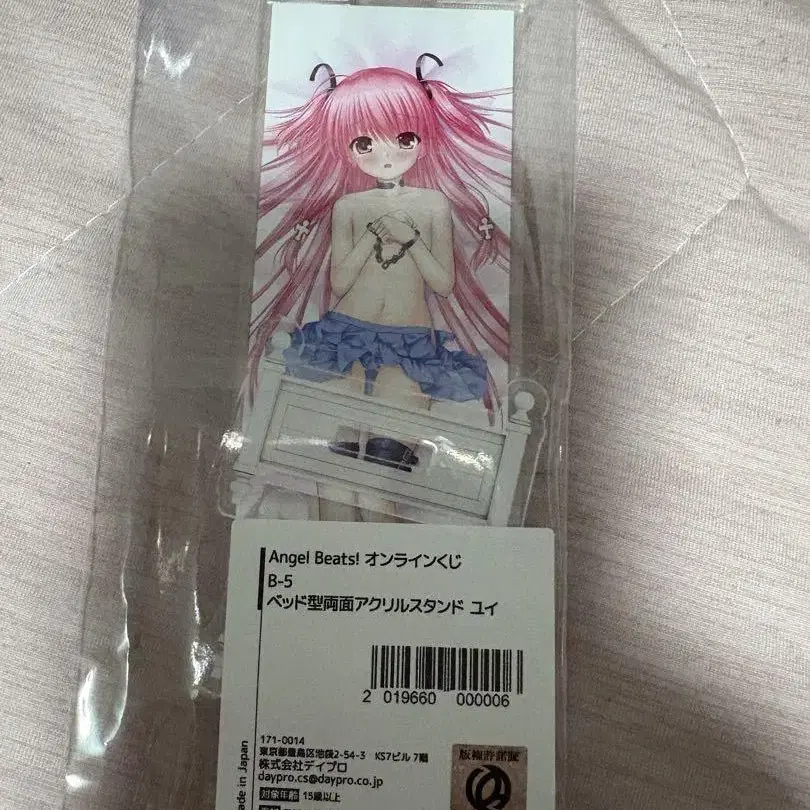 Angel Beats! オンラインくじ
B-5
ベッド型両面アクリルスタンド ユイ
2 019660 000006
171-0014
東京都豊島区池袋2-54-3 KS7ビル 7階
株式会社デイプロ
daypro.cs@daypro.co.jp
対象年齢 15歳以上
ade in Japan
版権許諾証